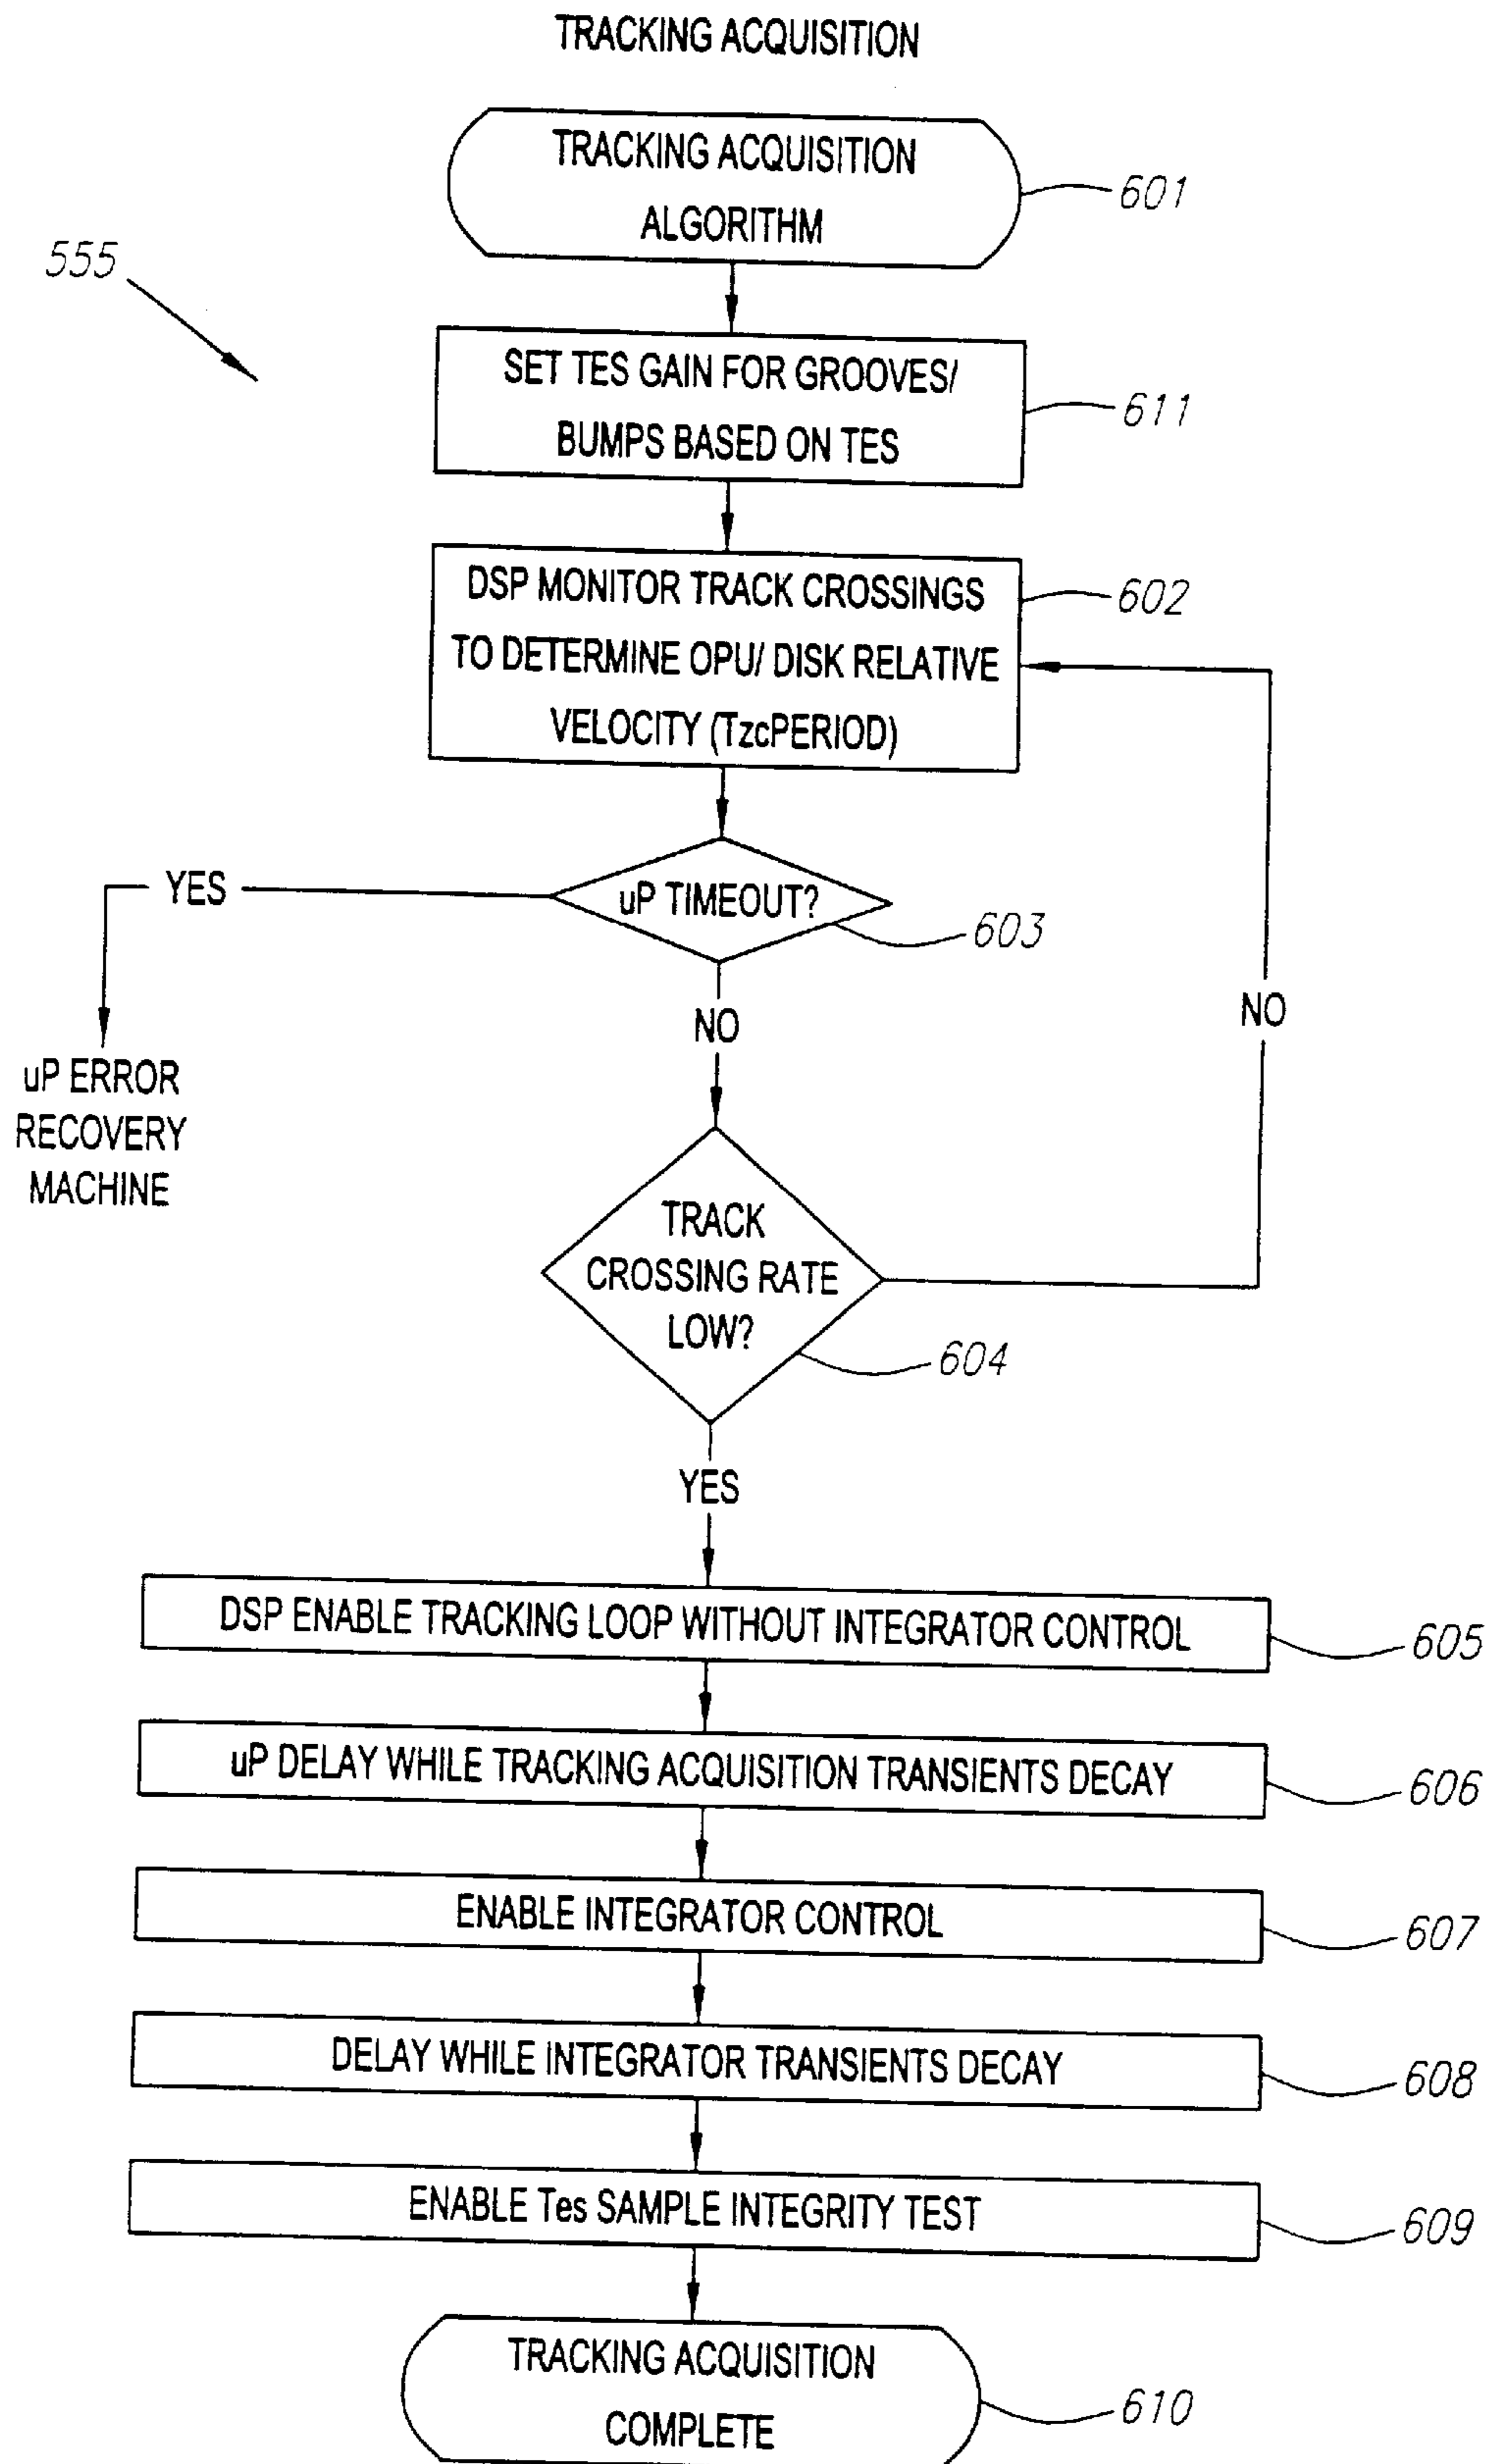 TRACKING ACQUISITION
TRACKING ACQUISITION
ALGORITHM
601
555
SET TES GAIN FOR GROOVES/
BUMPS BASED ON TES
611
DSP MONITOR TRACK CROSSINGS
TO DETERMINE OPU/ DISK RELATIVE
VELOCITY (TzcPERIOD)
602
YES
uP TIMEOUT?
603
NO
NO
uP ERROR
RECOVERY
MACHINE
TRACK
CROSSING RATE
LOW?
604
YES
DSP ENABLE TRACKING LOOP WITHOUT INTEGRATOR CONTROL
605
uP DELAY WHILE TRACKING ACQUISITION TRANSIENTS DECAY
606
ENABLE INTEGRATOR CONTROL
607
DELAY WHILE INTEGRATOR TRANSIENTS DECAY
608
ENABLE Tes SAMPLE INTEGRITY TEST
609
TRACKING ACQUISITION
COMPLETE
610